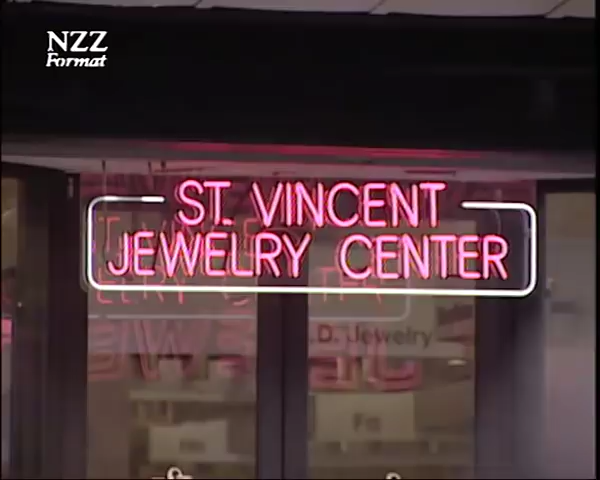 NZZ
Format
ST. VINCENT
JEWELRY CENTER
.D. Jewelry